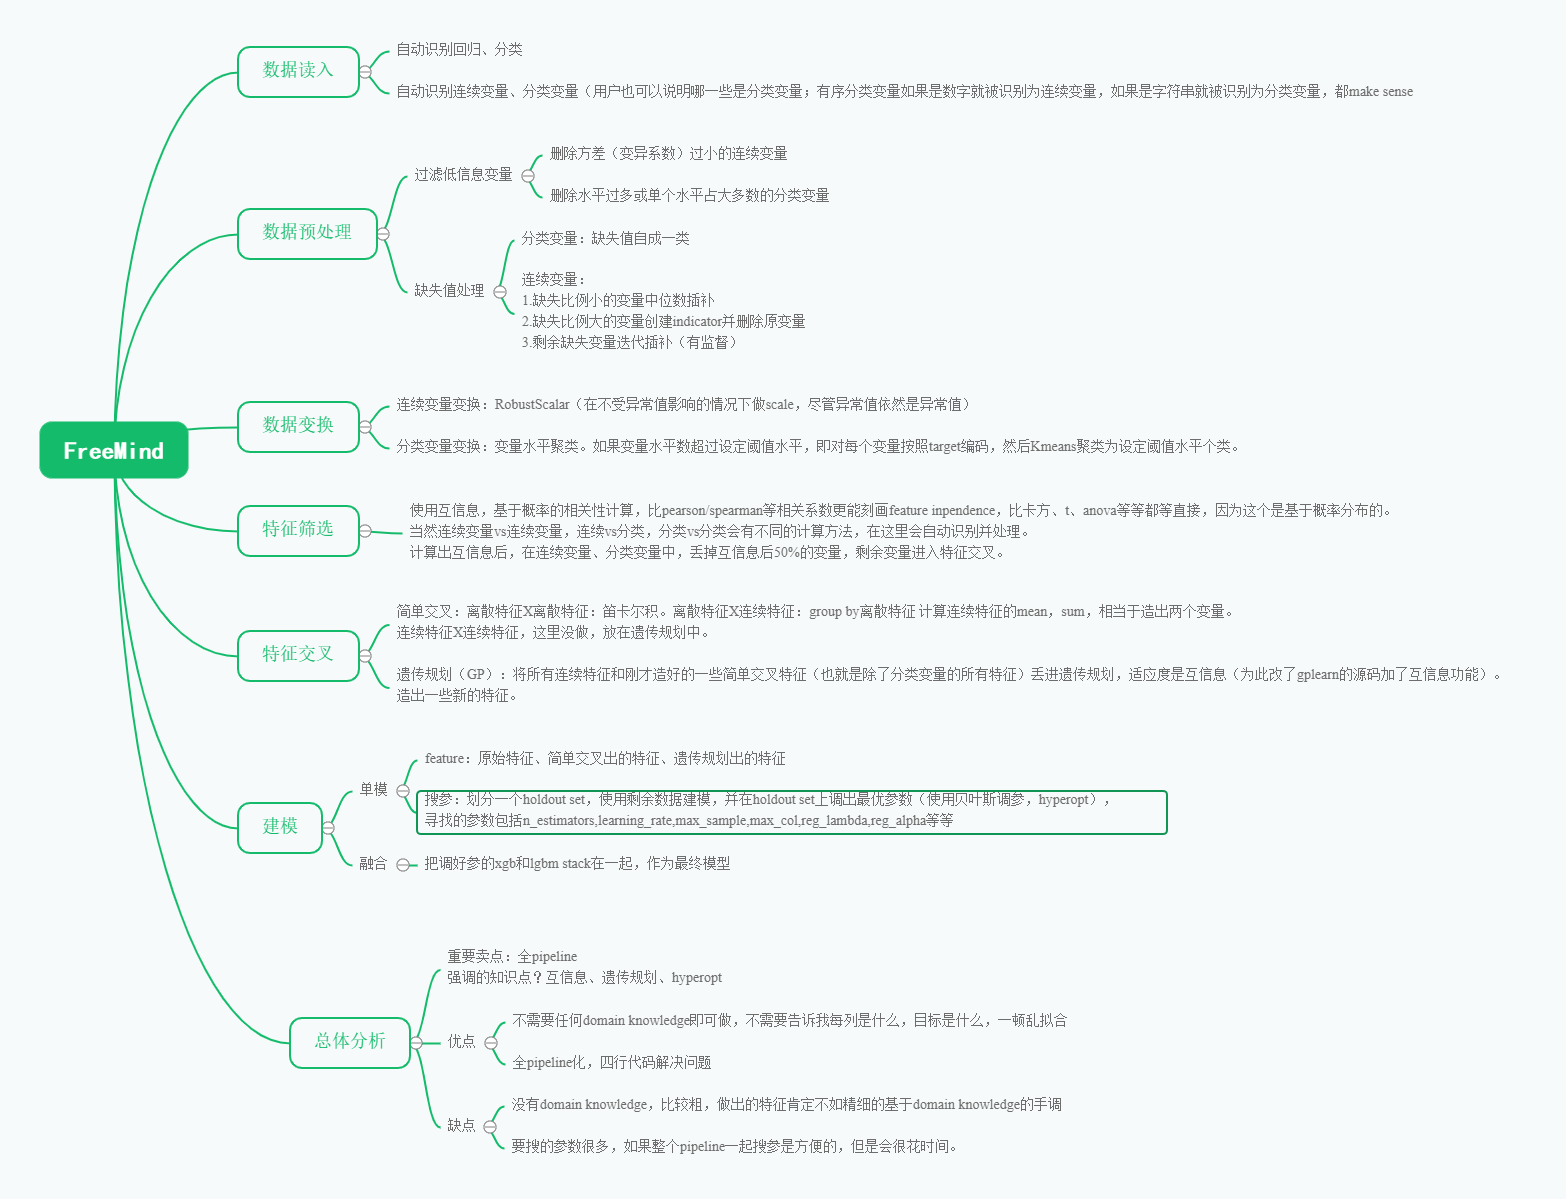 FreeMind
数据读入
自动识别回归、分类
自动识别连续变量、分类变量（用户也可以说明哪一些是分类变量；有序分类变量如果是数字就被识别为连续变量，如果是字符串就被识别为分类变量，都make sense
数据预处理
过滤低信息变量
删除方差（变异系数）过小的连续变量
删除水平过多或单个水平占大多数的分类变量
缺失值处理
分类变量：缺失值自成一类
连续变量：
1.缺失比例小的变量中位数插补
2.缺失比例大的变量创建indicator并删除原变量
3.剩余缺失变量迭代插补（有监督）
数据变换
连续变量变换：RobustScalar（在不受异常值影响的情况下做scale，尽管异常值依然是异常值）
分类变量变换：变量水平聚类。如果变量水平数超过设定阈值水平，即对每个变量按照target编码，然后Kmeans聚类为设定阈值水平个类。
特征筛选
使用互信息，基于概率的相关性计算，比pearson/spearman等相关系数更能刻画feature inpendence，比卡方、t、anova等等都等直接，因为这个是基于概率分布的。
当然连续变量vs连续变量，连续vs分类，分类vs分类会有不同的计算方法，在这里会自动识别并处理。
计算出互信息后，在连续变量、分类变量中，丢掉互信息后50%的变量，剩余变量进入特征交叉。
特征交叉
简单交叉：离散特征X离散特征：笛卡尔积。离散特征X连续特征：group by离散特征 计算连续特征的mean，sum，相当于造出两个变量。
连续特征X连续特征，这里没做，放在遗传规划中。
遗传规划（GP）：将所有连续特征和刚才造好的一些简单交叉特征（也就是除了分类变量的所有特征）丢进遗传规划，适应度是互信息（为此改了gplearn的源码加了互信息功能）。
造出一些新的特征。
建模
单模
feature：原始特征、简单交叉出的特征、遗传规划出的特征
搜参：划分一个holdout set，使用剩余数据建模，并在holdout set上调出最优参数（使用贝叶斯调参，hyperopt），
寻找的参数包括n_estimators,learning_rate,max_sample,max_col,reg_lambda,reg_alpha等等
融合
把调好参的xgb和lgbm stack在一起，作为最终模型
总体分析
重要卖点：全pipeline
强调的知识点？互信息、遗传规划、hyperopt
优点
不需要任何domain knowledge即可做，不需要告诉我每列是什么，目标是什么，一顿乱拟合
全pipeline化，四行代码解决问题
缺点
没有domain knowledge，比较粗，做出的特征肯定不如精细的基于domain knowledge的手调
要搜的参数很多，如果整个pipeline一起搜参是方便的，但是会很花时间。